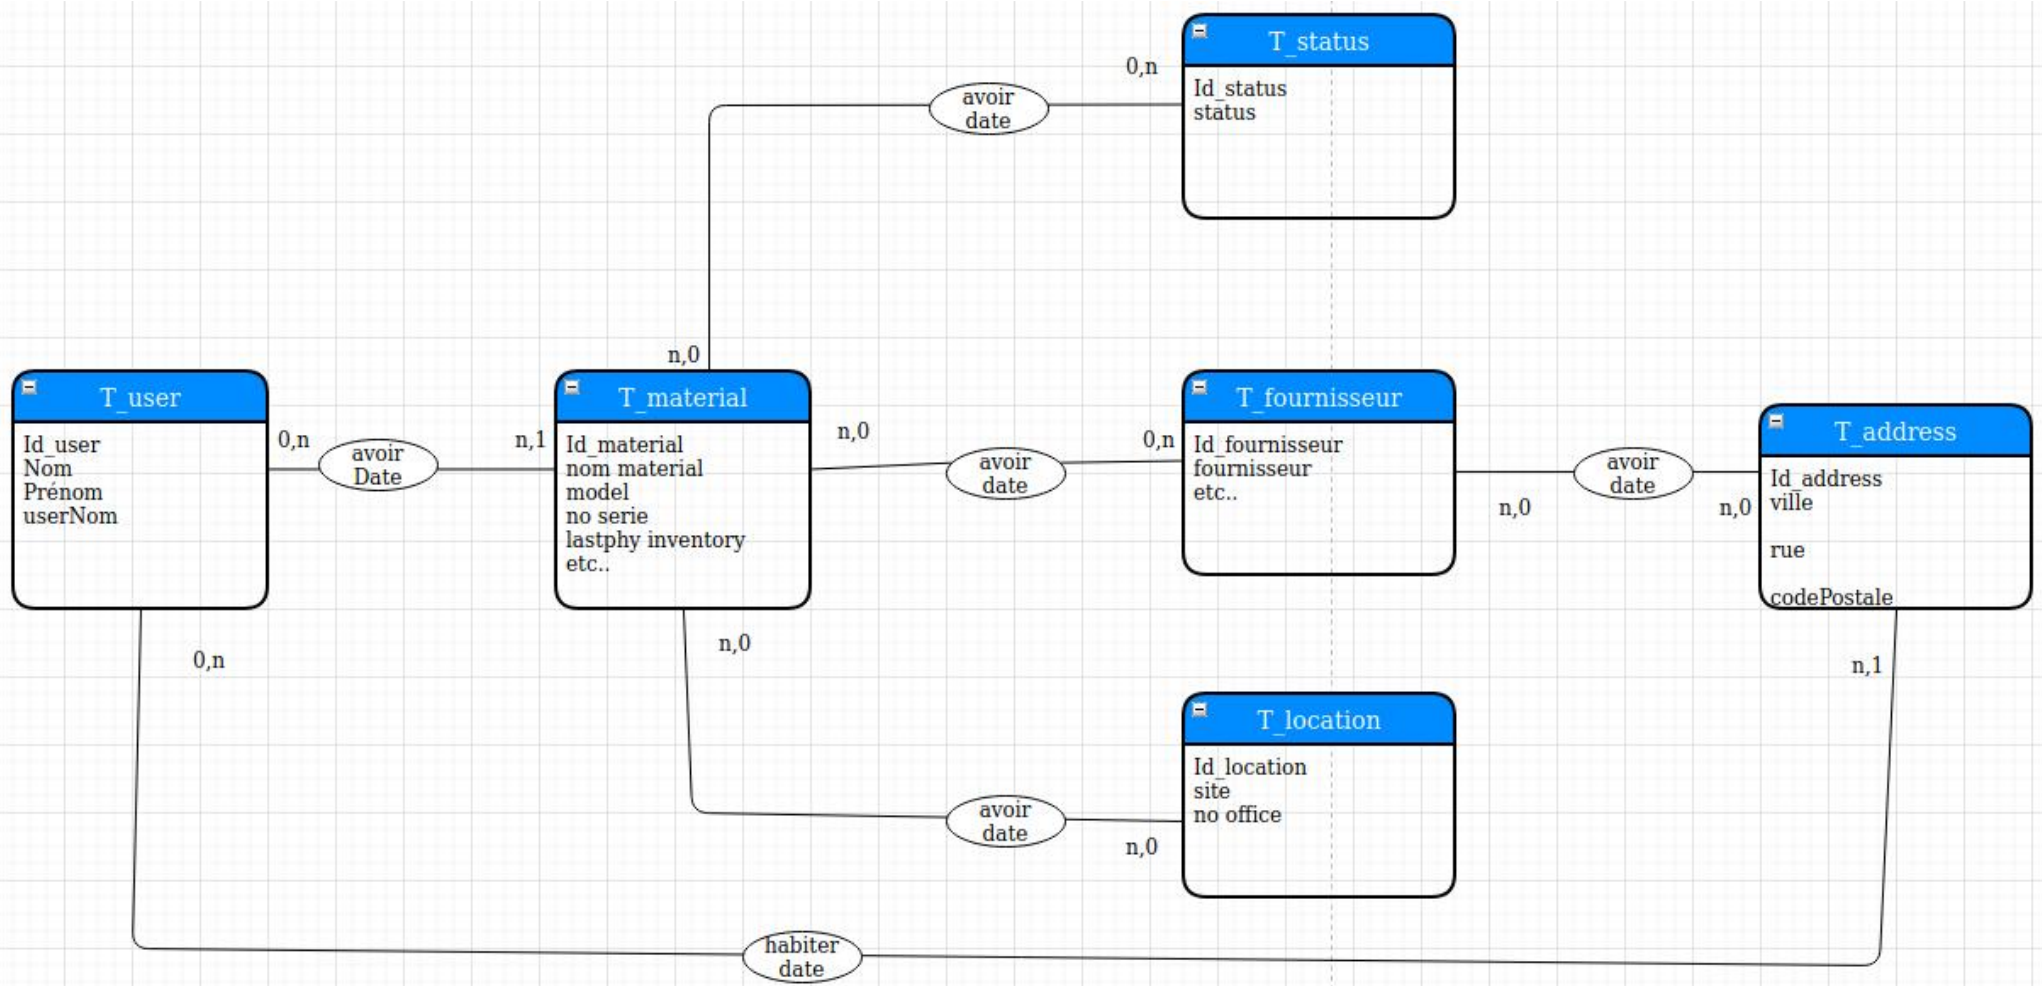 T_status
0,n
Id_status
status
avoir
date
n,0
T_user
Id_user
Nom
Prénom
userNom
0,n
avoir
Date
n,1
T_material
Id_material
nom material
model
no serie
lastphy inventory
etc..
n,0
avoir
date
0,n
T_fournisseur
Id_fournisseur
fournisseur
etc..
n,0
avoir
date
n,0
T_address
Id_address
ville
rue
codePostale
0,n
n,0
n,1
T_location
Id_location
site
no office
avoir
date
n,0
habiter
date